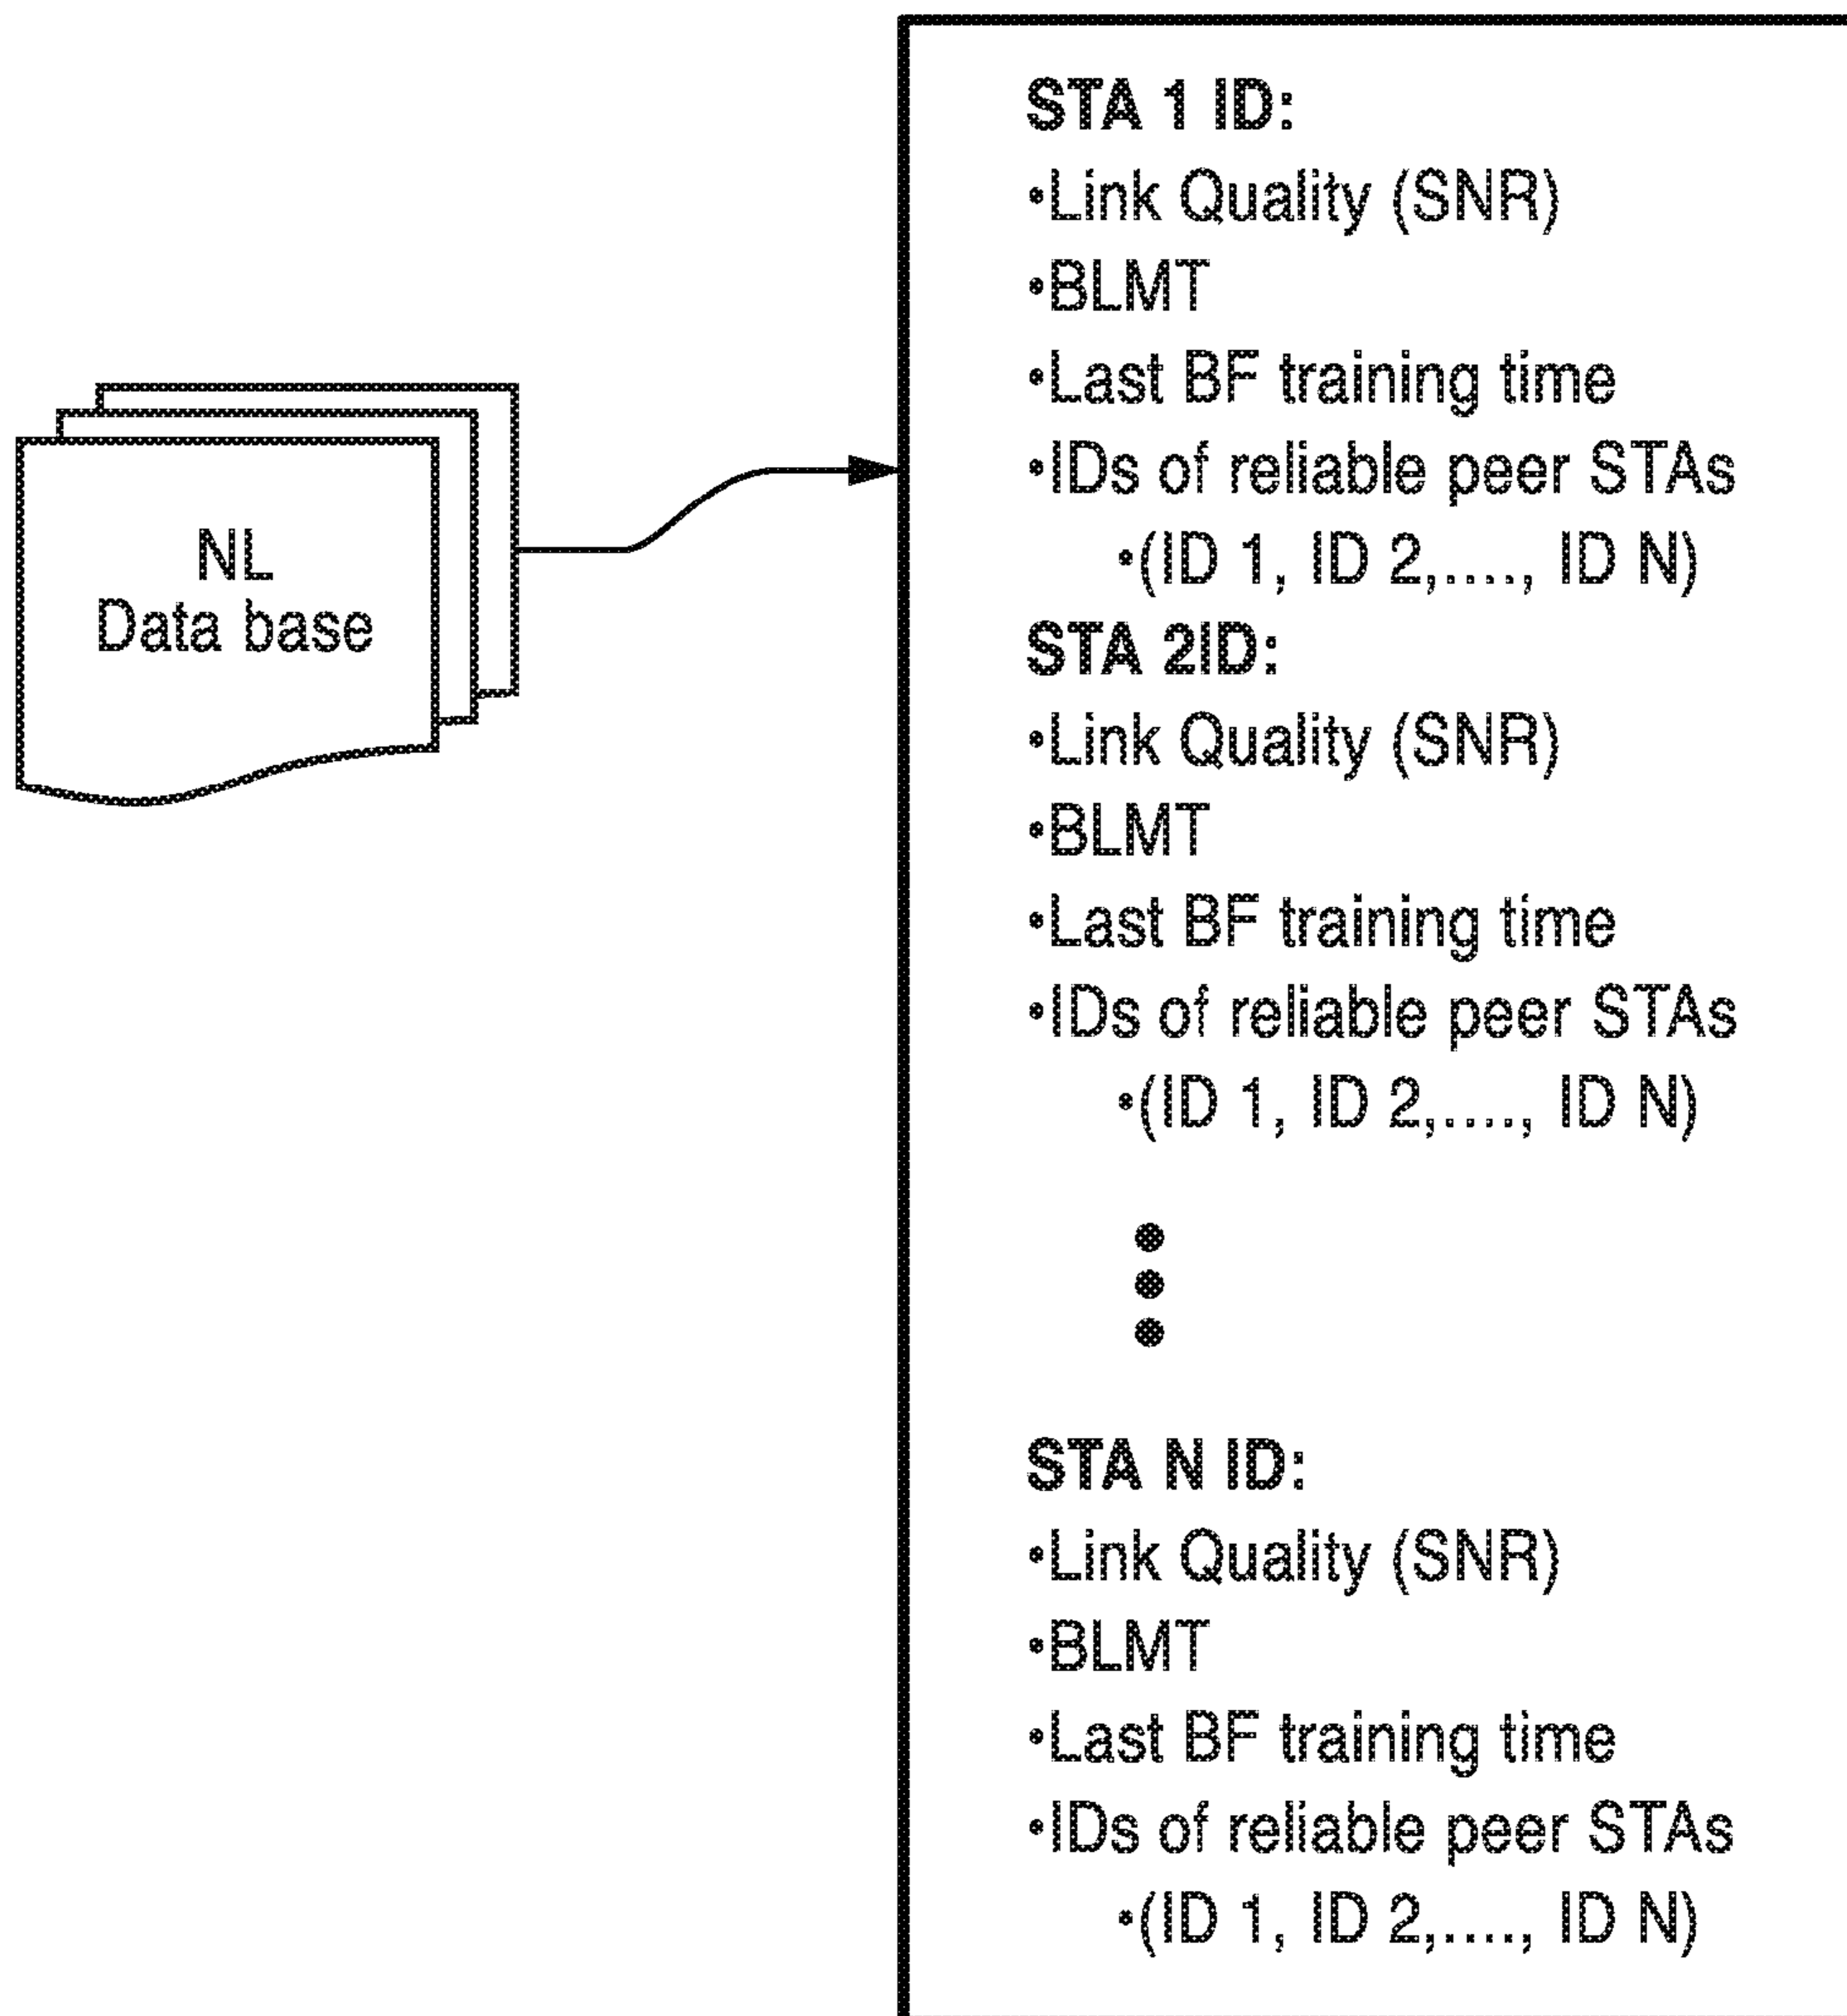 NL
Data base
STA 1 ID:
•Link Quality (SNR)
•BLMT
•Last BF training time
•IDs of reliable peer STAs
•(ID 1, ID 2,...., ID N)
STA 2ID:
•Link Quality (SNR)
•BLMT
•Last BF training time
•IDs of reliable peer STAs
•(ID 1, ID 2,...., ID N)
STA N ID:
•Link Quality (SNR)
•BLMT
•Last BF training time
•IDs of reliable peer STAs
•(ID 1, ID 2,...., ID N)